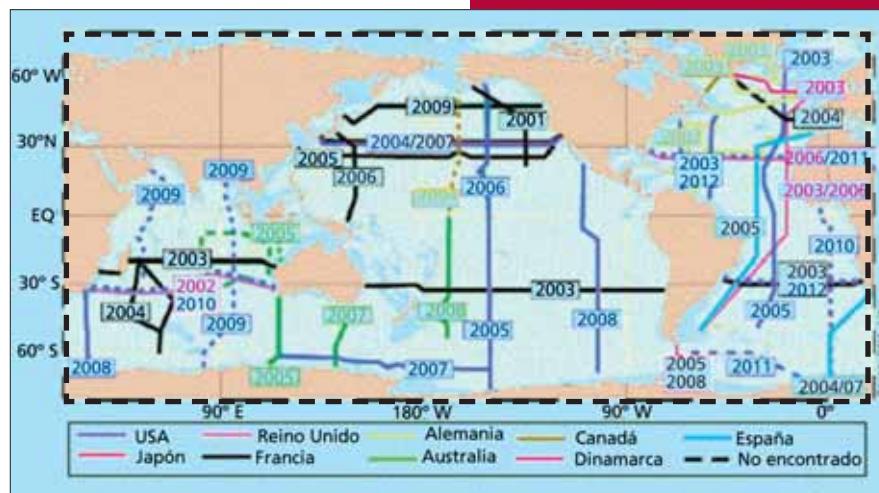 2003
2003
60° W
2003
2009
2001
2004
30°N
2004/2007
2005
2003
2012
2006/2011
2009
2009
2006
2006
2003/2006
EQ
2005
2005
2010
2003
2003
2002
2010
2003
2012
30° S
2004
2009
2007
2005
2008
2005
60° S
2008
2005
2007
2005
2008
2011
2004/07
90° E
180° W
90° W
0°
USA
Reino Unido
Alemania
Canadá
España
Japón
Francia
Australia
Dinamarca
No encontrado